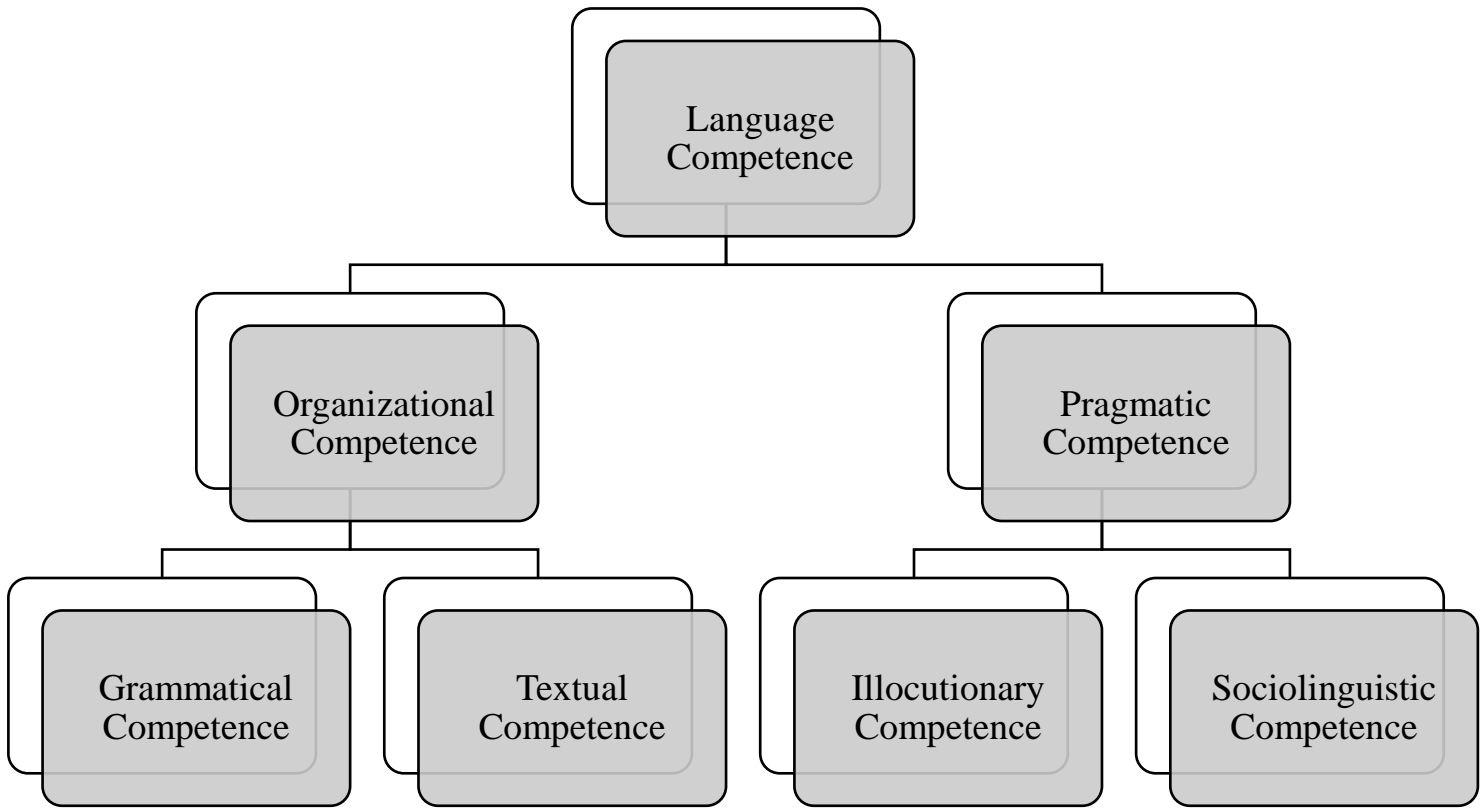 Language
Competence
Organizational
Competence
Pragmatic
Competence
Grammatical
Competence
Textual
Competence
Illocutionary
Competence
Sociolinguistic
Competence